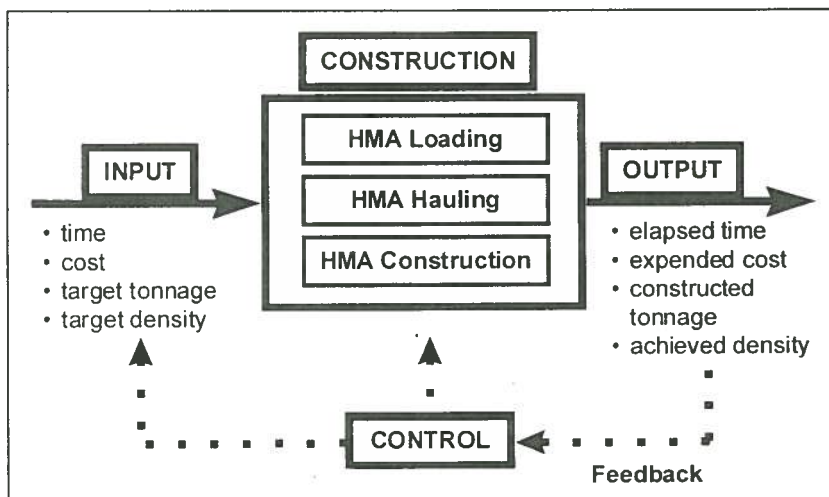 CONSTRUCTION
INPUT
• time
• cost
• target tonnage
• target density
HMA Loading
HMA Hauling
HMA Construction
OUTPUT
• elapsed time
• expended cost
• constructed
tonnage
• achieved density
CONTROL
Feedback